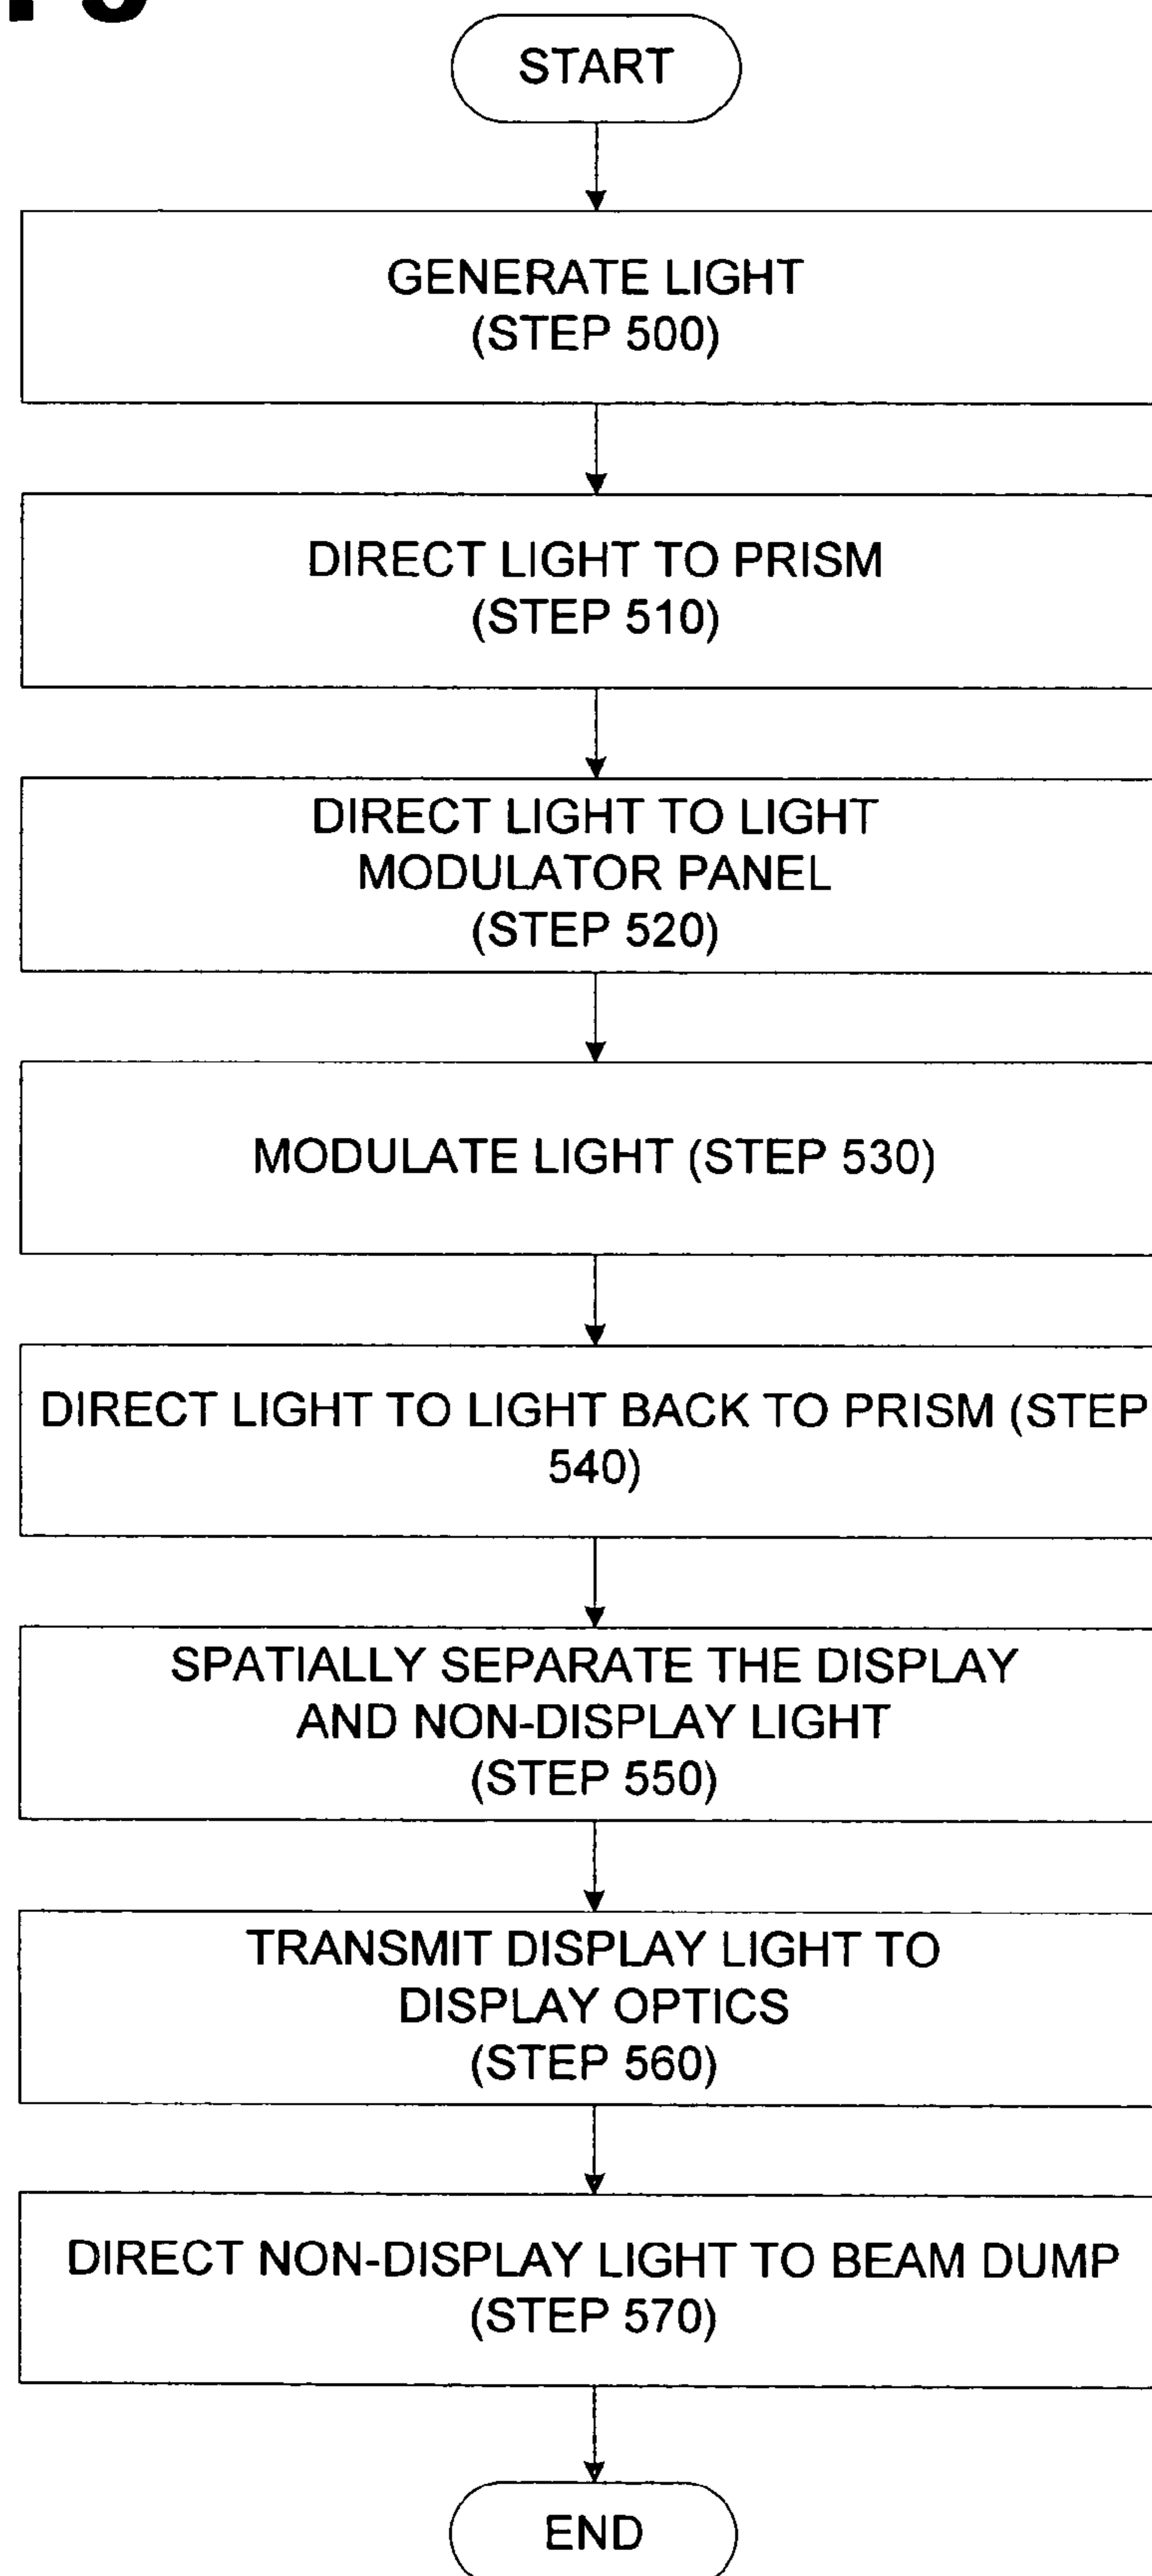 START
GENERATE LIGHT
(STEP 500)
DIRECT LIGHT TO PRISM
(STEP 510)
DIRECT LIGHT TO LIGHT
MODULATOR PANEL
(STEP 520)
MODULATE LIGHT (STEP 530)
DIRECT LIGHT TO LIGHT BACK TO PRISM (STEP
540)
SPATIALLY SEPARATE THE DISPLAY
AND NON-DISPLAY LIGHT
(STEP 550)
TRANSMIT DISPLAY LIGHT TO
DISPLAY OPTICS
(STEP 560)
DIRECT NON-DISPLAY LIGHT TO BEAM DUMP
(STEP 570)
END